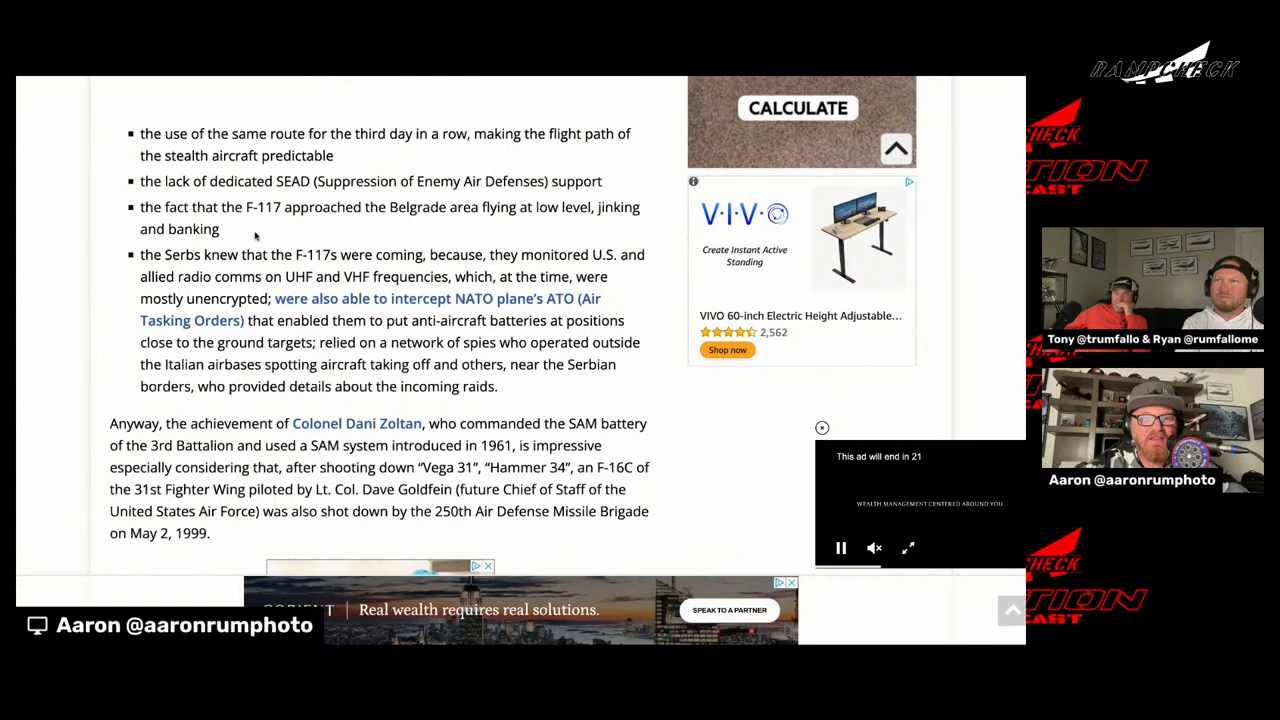 RAMPCHECK
CALCULATE
▪ the use of the same route for the third day in a row, making the flight path of
the stealth aircraft predictable
▪ the lack of dedicated SEAD (Suppression of Enemy Air Defenses) support
▪ the fact that the F-117 approached the Belgrade area flying at low level, jinking
and banking
▪ the Serbs knew that the F-117s were coming, because, they monitored U.S. and
allied radio comms on UHF and VHF frequencies, which, at the time, were
mostly unencrypted; were also able to intercept NATO plane's ATO (Air
Tasking Orders) that enabled them to put anti-aircraft batteries at positions
close to the ground targets; relied on a network of spies who operated outside
the Italian airbases spotting aircraft taking off and others, near the Serbian
borders, who provided details about the incoming raids.
Anyway, the achievement of Colonel Dani Zoltan, who commanded the SAM battery
of the 3rd Battalion and used a SAM system introduced in 1961, is impressive
especially considering that, after shooting down “Vega 31”, “Hammer 34”, an F-16C of
the 31st Fighter Wing piloted by Lt. Col. Dave Goldfein (future Chief of Staff of the
United States Air Force) was also shot down by the 250th Air Defense Missile Brigade
on May 2, 1999.
VIVO
Create Instant Active
Standing
VIVO 60-inch Electric Height Adjustable...
2,562
Shop now
This ad will end in 21
WEALTH MANAGEMENT CENTERED AROUND YOU
Real wealth requires real solutions.
SPEAK TO A PARTNER
Aaron @aaronrumphoto
CHECK
TION
CAST
Tony @trumfallo & Ryan @rumfallome
Aaron @aaronrumphoto
CHECK
TION
CAST